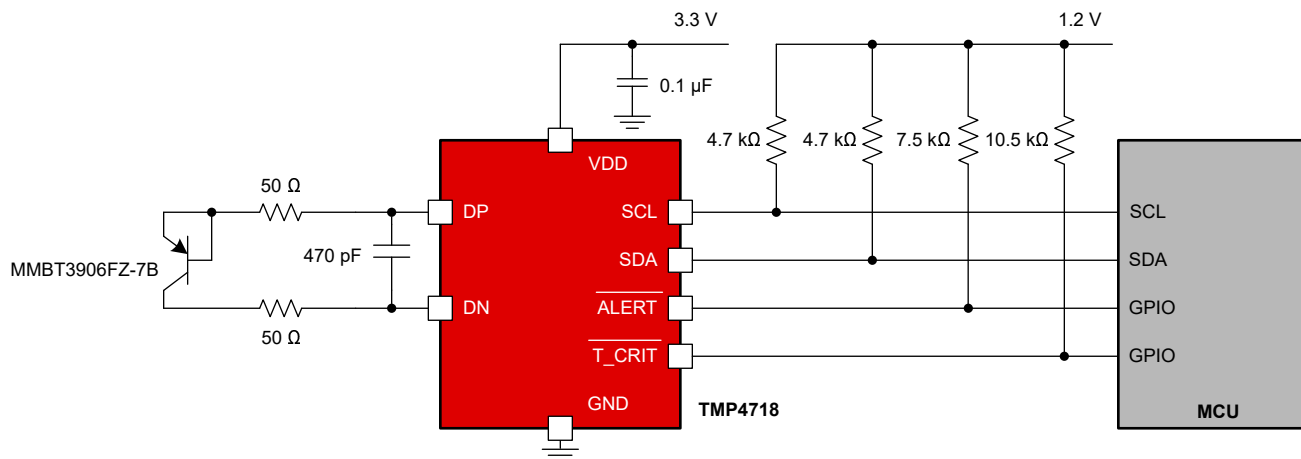 3.3 V
1.2 V
0.1 µF
4.7 kΩ
4.7 kΩ
7.5 kΩ
10.5 kΩ
VDD
50 Ω
DP
SCL
SCL
470 pF
MMBT3906FZ-7B
SDA
SDA
DN
ALERT
GPIO
50 Ω
T_CRIT
GPIO
GND
TMP4718
MCU